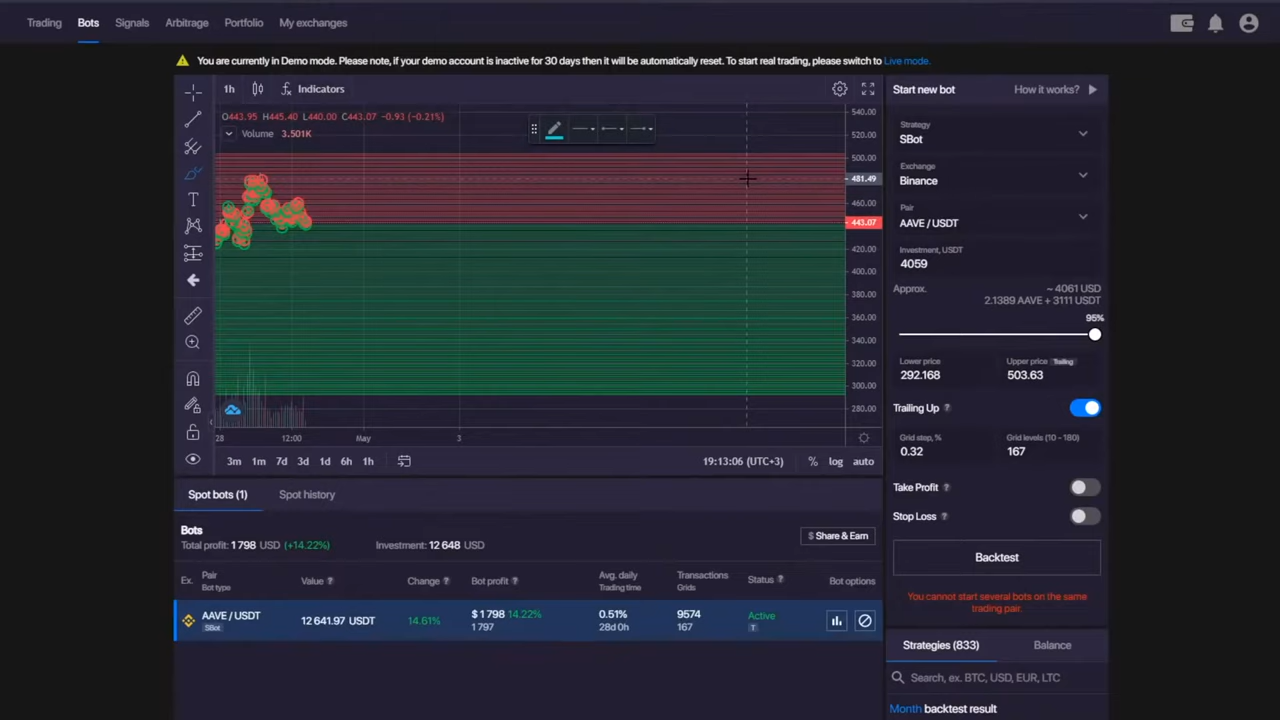 Trading Bots Signals Arbitrage Portfolio My exchanges
You are currently in Demo mode. Please note, if your demo account is inactive for 30 days then it will be automatically reset. To start real trading, please switch to Live mode.
1h Indicators
O443.95 H445.40 L440.00 C443.07 -0.93 (-0.21%)
Volume 3.501K
540.00
520.00
500.00
481.49
460.00
443.07
420.00
400.00
380.00
360.00
340.00
320.00
300.00
280.00
28 12:00 May 3
3m 1m 7d 3d 1d 6h 1h 19:13:06 (UTC+3) % log auto
Start new bot How it works?
Strategy
SBot
Exchange
Binance
Pair
AAVE / USDT
Investment, USDT
4059
Approx. ~ 4061 USD
2.1389 AAVE + 3111 USDT
95%
Lower price Upper price Trailing
292.168 503.63
Trailing Up ?
Grid step, % Grid levels (10 - 180)
0.32 167
Take Profit ?
Stop Loss ?
Backtest
You cannot start several bots on the same
trading pair.
Strategies (833) Balance
Search, ex. BTC, USD, EUR, LTC
Month backtest result
Spot bots (1) Spot history
Bots
Total profit: 1 798 USD (+14.22%) Investment: 12 648 USD
$ Share & Earn
Ex. Pair Value ? Change ? Bot profit ? Avg. daily Transactions Status ? Bot options
Bot type Trading time Grids
AAVE / USDT 12 641.97 USDT 14.61% $ 1 798 14.22% 0.51% 9574 Active
SBot 1 797 28d 0h 167 T